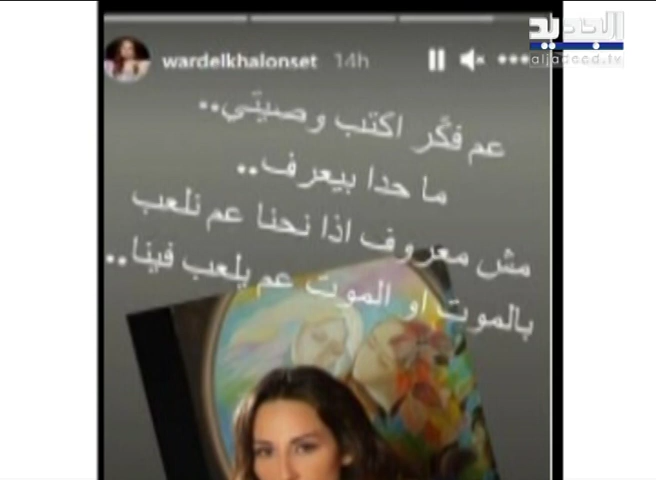 الجديد
aljadeed.tv
wardelkhalonset 14h
عم فكّر اكتب وصيتي..
ما حدا بيعرف..
مش معروف اذا نحنا عم نلعب
بالموت او الموت عم يلعب فينا..